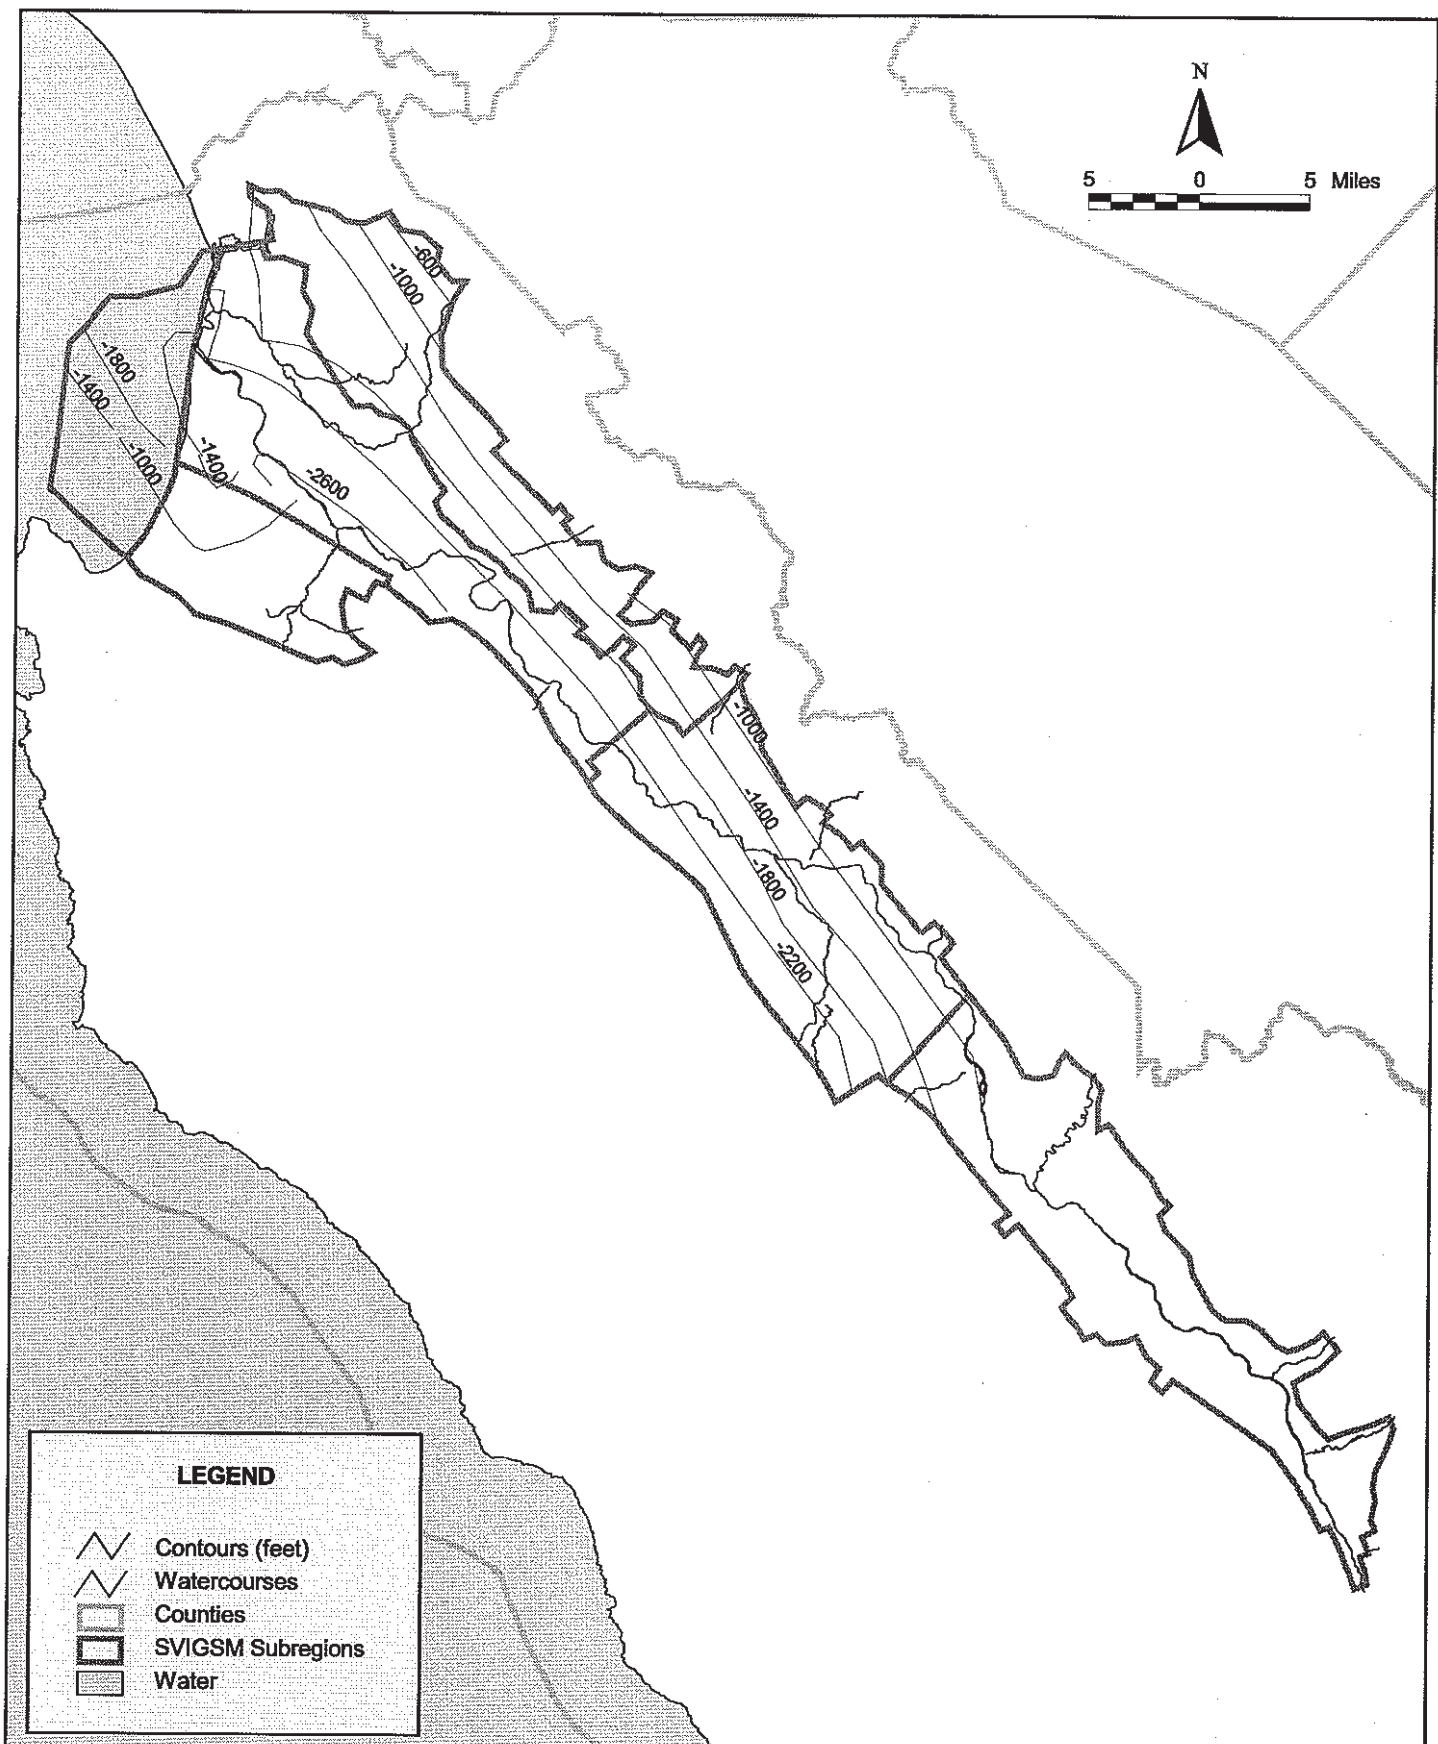 N
5 0 5 Miles
-600
-1000
-1800
-1400
-1000
-1400
-2600
-1000
-1400
-1800
-2200
LEGEND
Contours (feet)
Watercourses
Counties
SVIGSM Subregions
Water